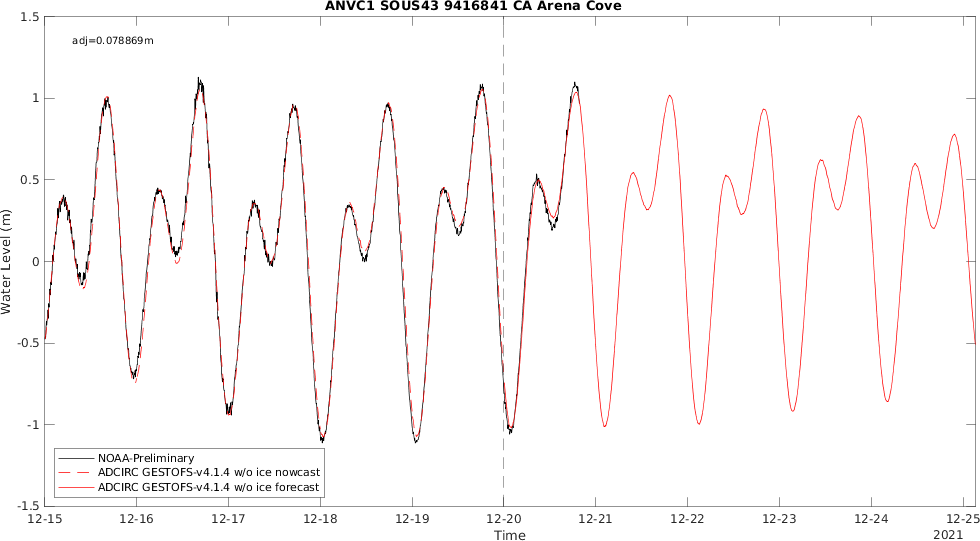 ANVC1 SOUS43 9416841 CA Arena Cove
adj=0.078869m
1.5
1
0.5
0
-0.5
-1
-1.5
Water Level (m)
NOAA-Preliminary
ADCIRC GESTOFS-v4.1.4 w/o ice nowcast
ADCIRC GESTOFS-v4.1.4 w/o ice forecast
12-15 12-16 12-17 12-18 12-19 12-20 12-21 12-22 12-23 12-24 12-25
Time
2021